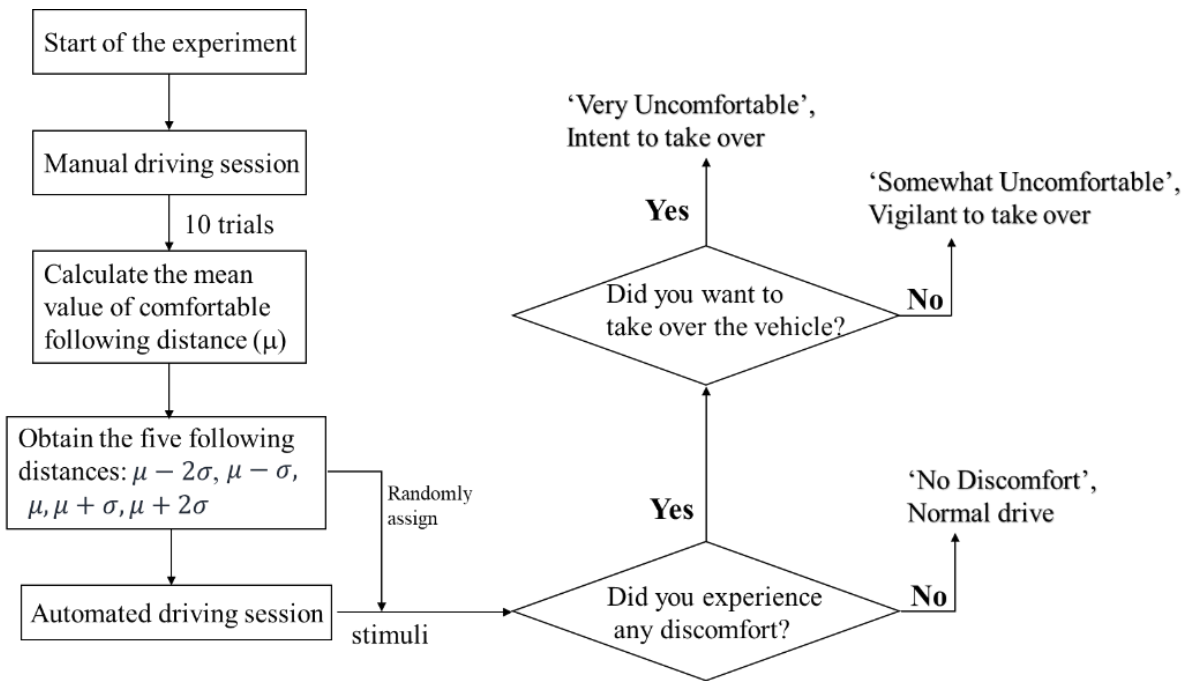 Start of the experiment
Manual driving session
10 trials
Calculate the mean
value of comfortable
following distance (μ)
Obtain the five following
distances: μ − 2σ, μ − σ,
μ, μ + σ, μ + 2σ
Randomly
assign
Automated driving session
stimuli
Did you experience
any discomfort?
No
‘No Discomfort’,
Normal drive
Yes
Did you want to
take over the vehicle?
No
‘Somewhat Uncomfortable’,
Vigilant to take over
Yes
‘Very Uncomfortable’,
Intent to take over